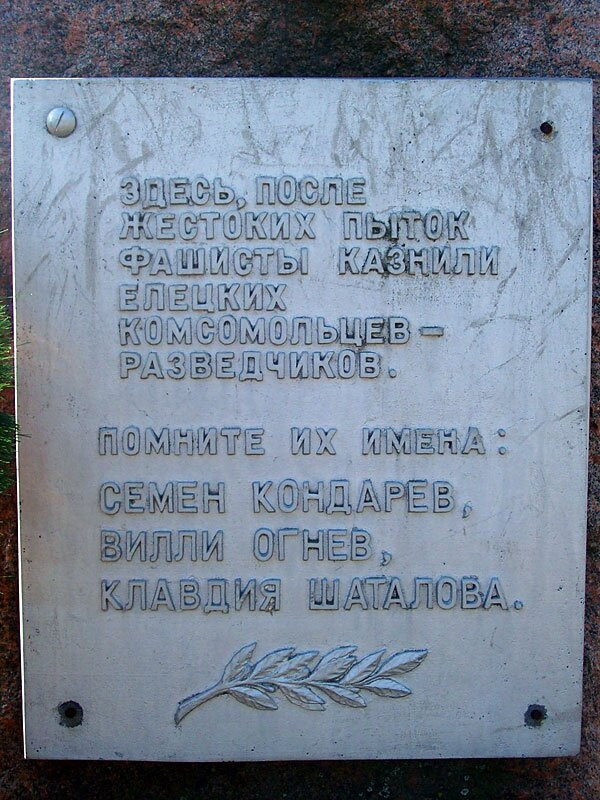 ЗДЕСЬ, ПОСЛЕ
ЖЕСТОКИХ ПЫТОК
ФАШИСТЫ КАЗНИЛИ
ЕЛЕЦКИХ
КОМСОМОЛЬЦЕВ –
РАЗВЕДЧИКОВ.
ПОМНИТЕ ИХ ИМЕНА:
СЕМЕН КОНДАРЕВ,
ВИЛЛИ ОГНЕВ,
КЛАВДИЯ ШАТАЛОВА.